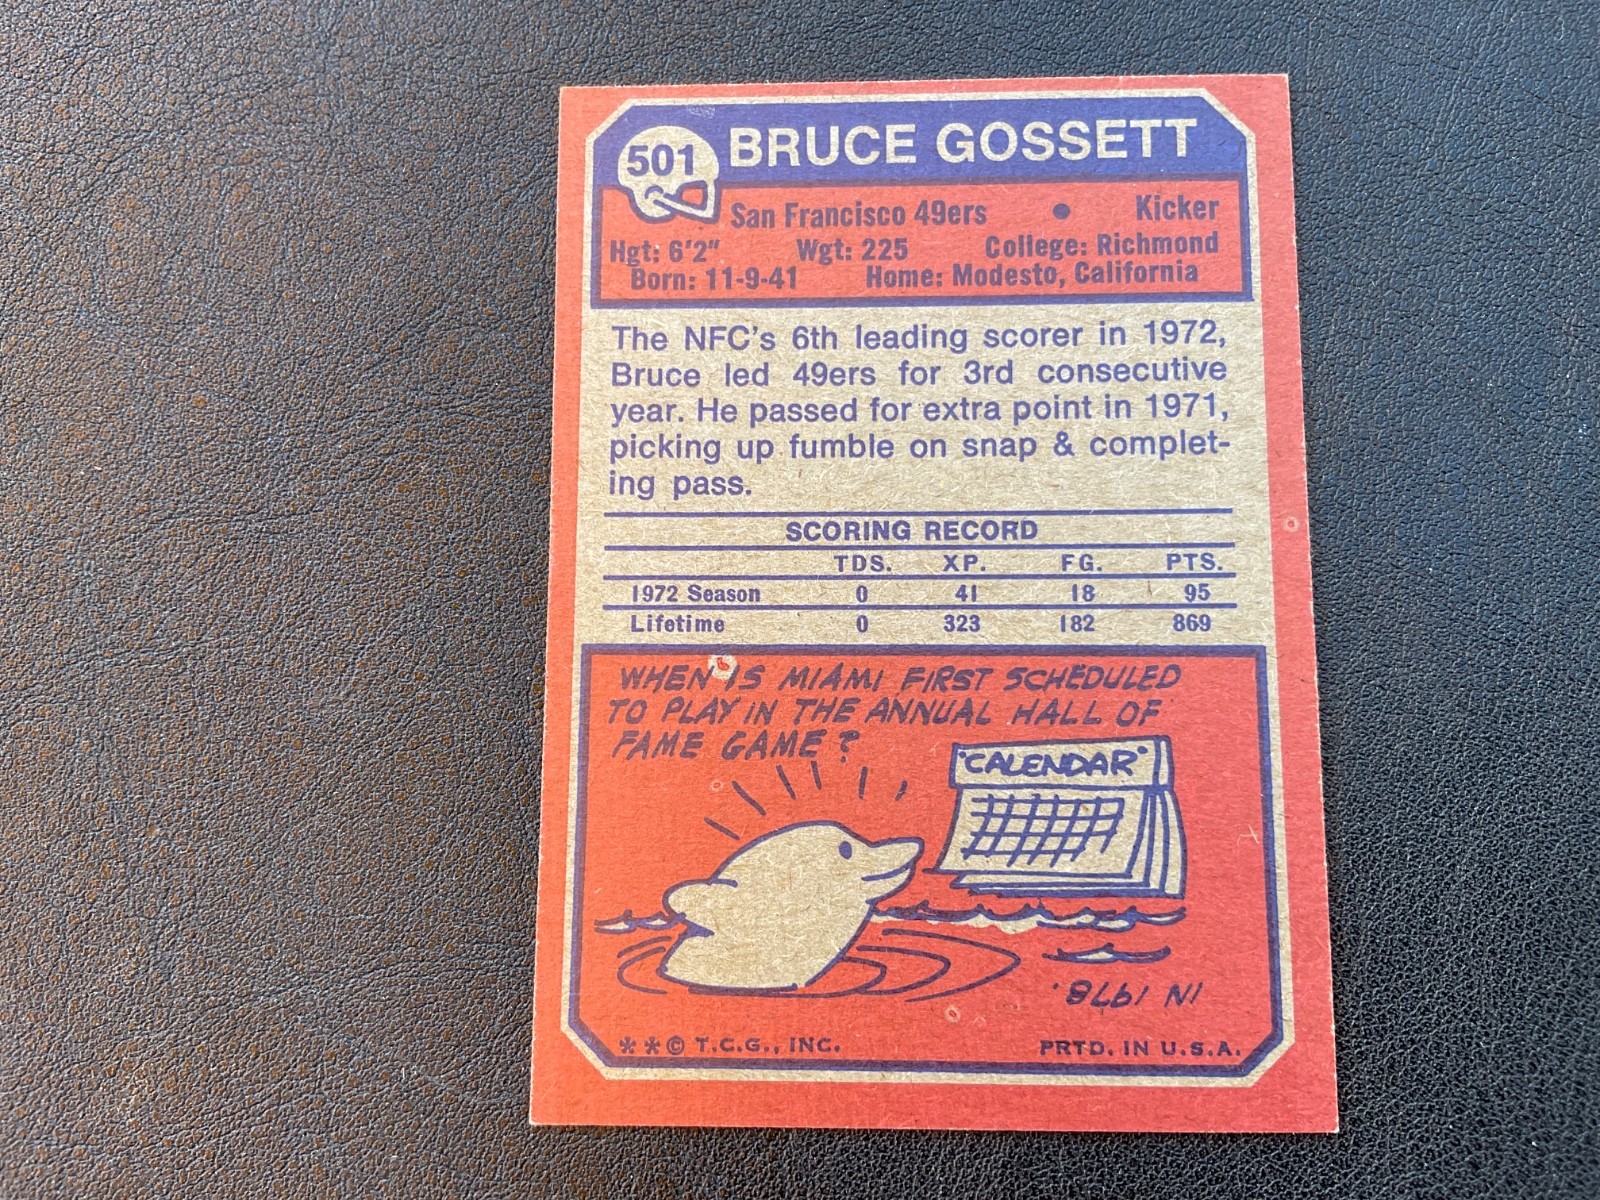 501 BRUCE GOSSETT
San Francisco 49ers • Kicker
Hgt: 6'2" Wgt: 225 College: Richmond
Born: 11-9-41 Home: Modesto, California
The NFC's 6th leading scorer in 1972,
Bruce led 49ers for 3rd consecutive
year. He passed for extra point in 1971,
picking up fumble on snap & complet-
ing pass.
SCORING RECORD
TDS. XP. FG. PTS.
1972 Season 0 41 18 95
Lifetime 0 323 182 869
WHEN IS MIAMI FIRST SCHEDULED
TO PLAY IN THE ANNUAL HALL OF
FAME GAME?
"CALENDAR"
IN 1978.
** © T.C.G., INC. PRTD. IN U.S.A.